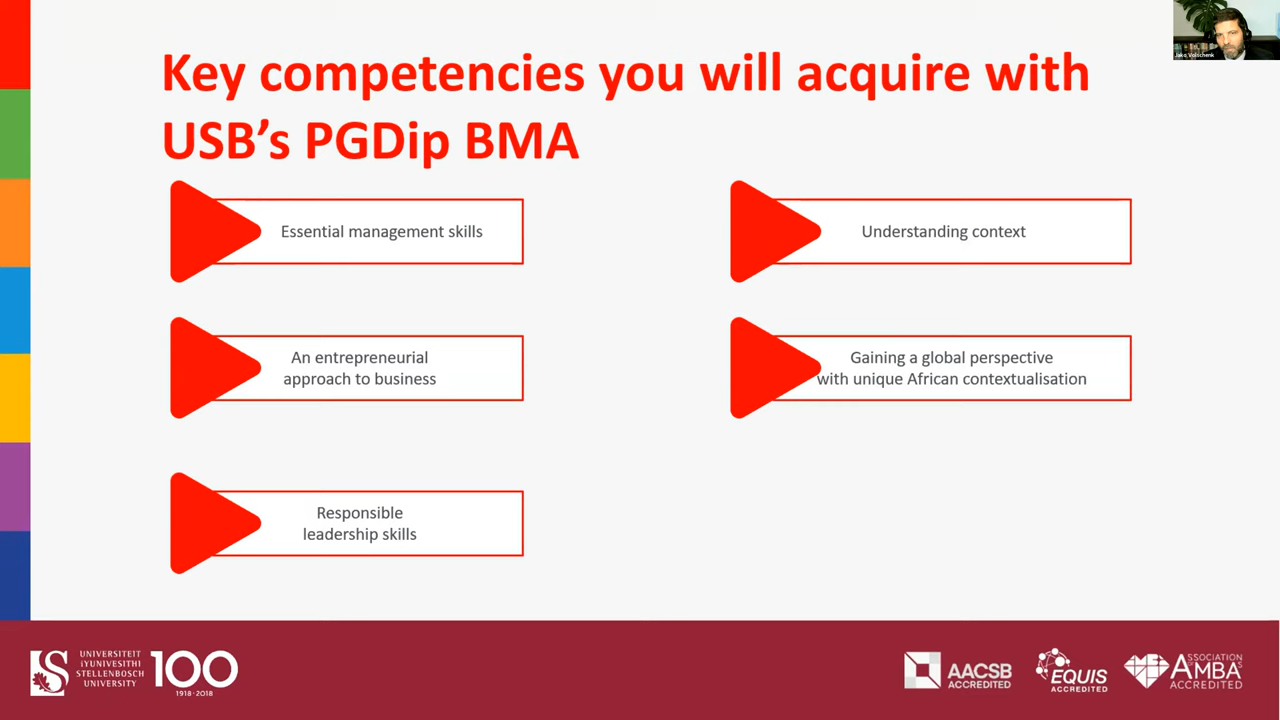 Key competencies you will acquire with
USB's PGDip BMA
Essential management skills
Understanding context
An entrepreneurial
approach to business
Gaining a global perspective
with unique African contextualisation
Responsible
leadership skills
UNIVERSITEIT
iYUNIVESITHI
STELLENBOSCH
UNIVERSITY
100
1918 · 2018
AACSB
ACCREDITED
EQUIS
ACCREDITED
ASSOCIATION
AMBA
ACCREDITED